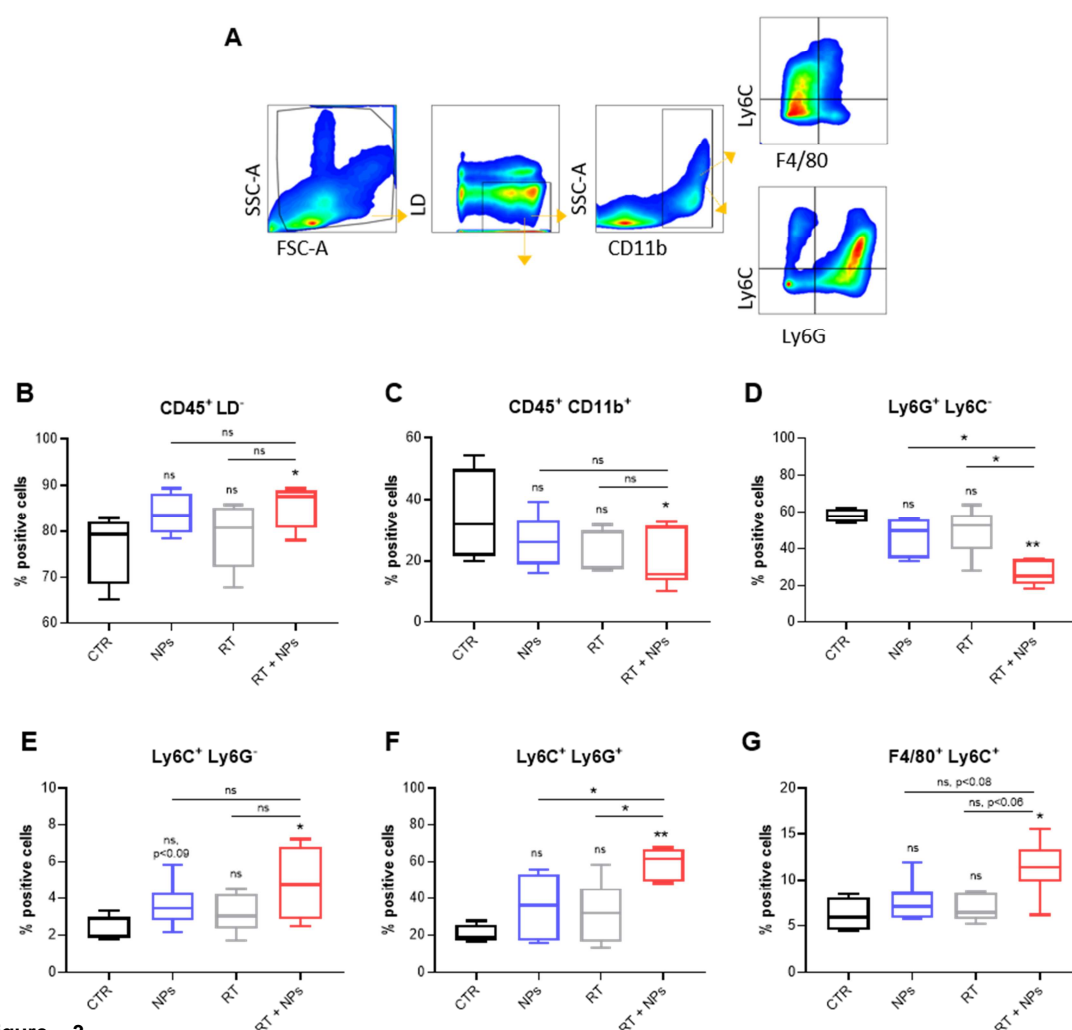 A
SSC-A
FSC-A
LD
SSC-A
CD11b
Ly6C
F4/80
Ly6C
Ly6G
B
CD45+ LD-
% positive cells
100
90
80
70
60
ns
ns
ns
ns
*
CTR
NPs
RT
RT + NPs
C
CD45+ CD11b+
% positive cells
60
40
20
0
ns
ns
ns
ns
*
CTR
NPs
RT
RT + NPs
D
Ly6G+ Ly6C-
% positive cells
100
80
60
40
20
0
*
*
ns
ns
**
CTR
NPs
RT
RT + NPs
E
Ly6C+ Ly6G-
% positive cells
10
8
6
4
2
0
ns
ns
ns,
p<0.09
ns
*
CTR
NPs
RT
RT + NPs
F
Ly6C+ Ly6G+
% positive cells
100
80
60
40
20
0
*
*
ns
ns
**
CTR
NPs
RT
RT + NPs
G
F4/80+ Ly6C+
% positive cells
20
15
10
5
0
ns, p<0.08
ns, p<0.06
ns
ns
*
CTR
NPs
RT
RT + NPs